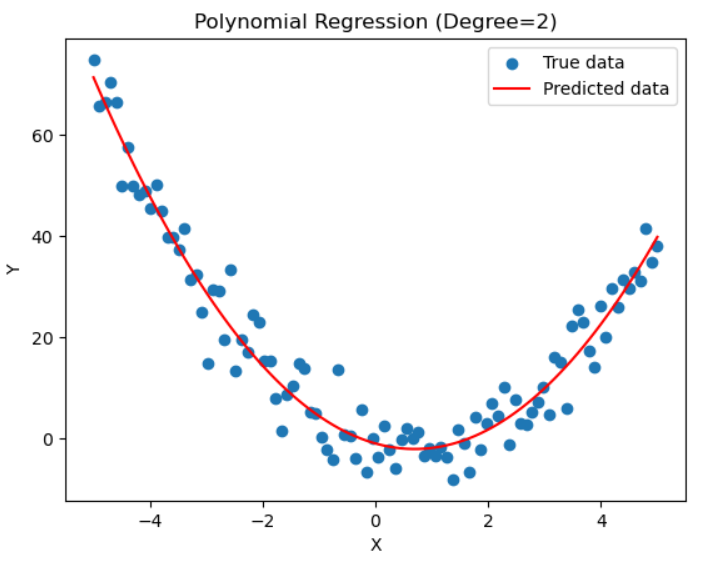 Polynomial Regression (Degree=2)
True data
Predicted data
60
40
20
0
Y
−4
−2
0
2
4
X